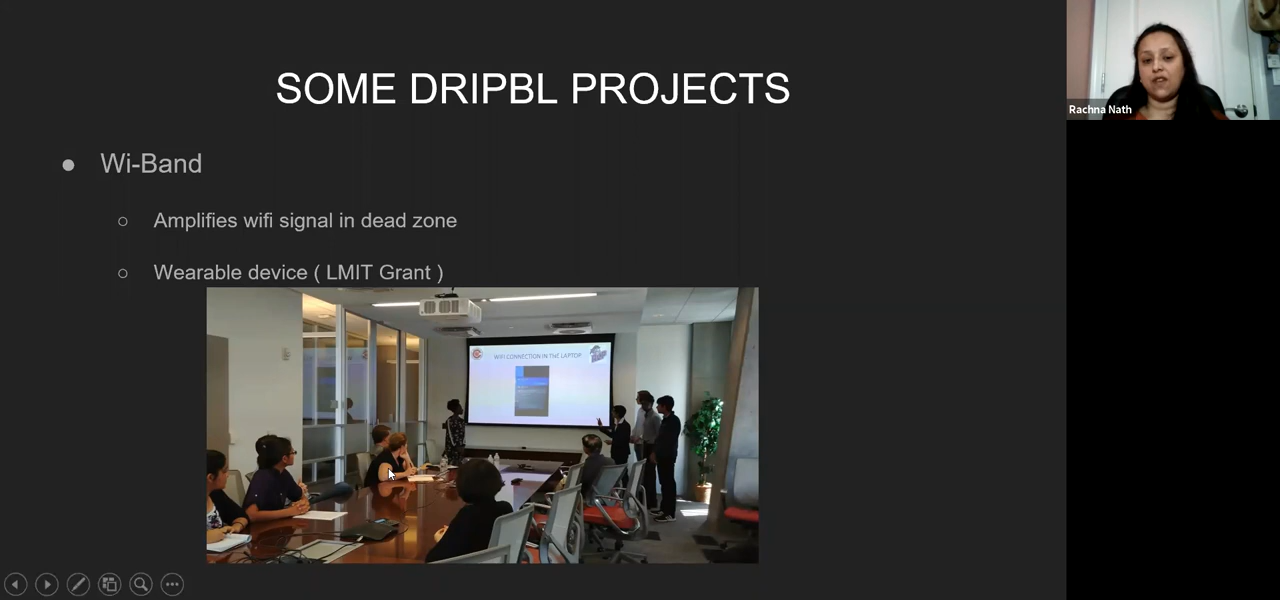 SOME DRIPBL PROJECTS
Rachna Nath
● Wi-Band
○ Amplifies wifi signal in dead zone
○ Wearable device ( LMIT Grant )
WIFI CONNECTION IN THE LAPTOP